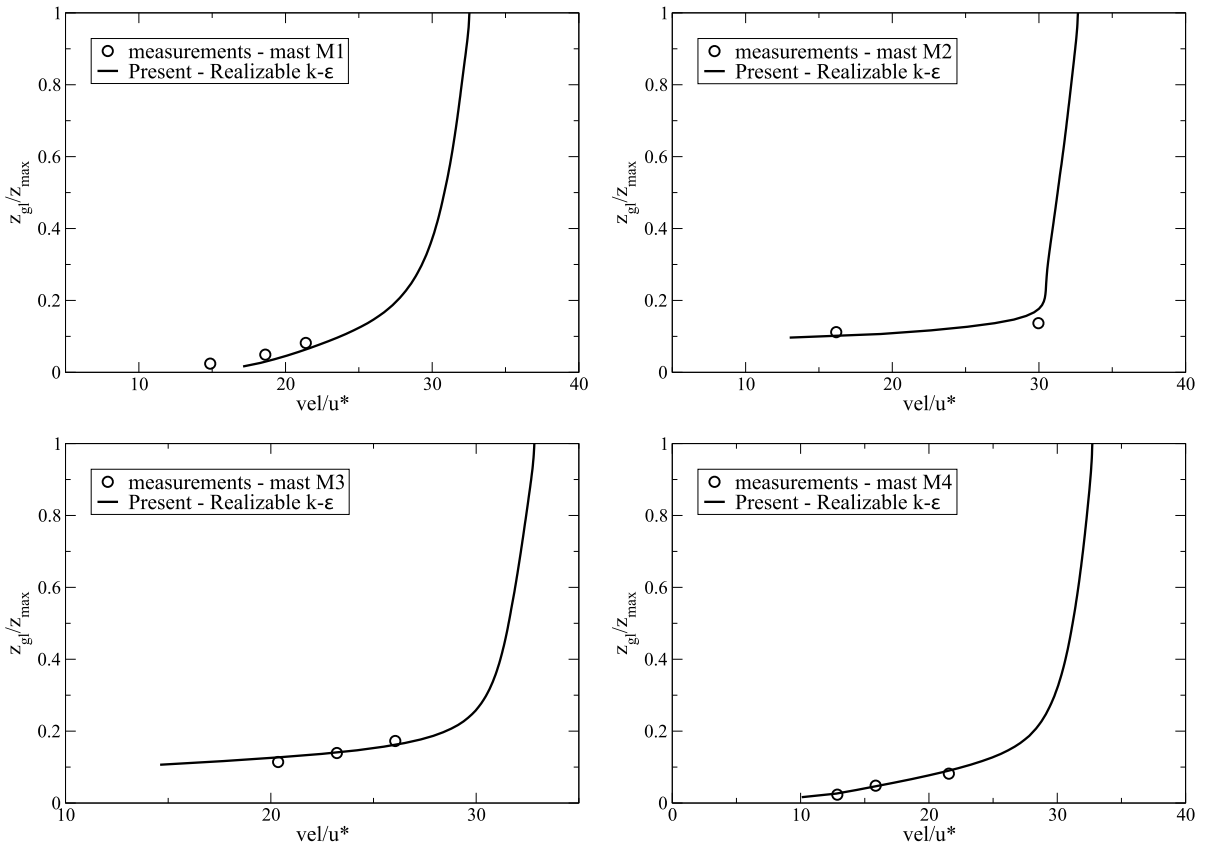 1
measurements - mast M1
Present - Realizable k-ε
0.8
0.6
z_gl/z_max
0.4
0.2
0
10 20 30 40
vel/u*
1
measurements - mast M2
Present - Realizable k-ε
0.8
0.6
z_gl/z_max
0.4
0.2
0
10 20 30 40
vel/u*
1
measurements - mast M3
Present - Realizable k-ε
0.8
0.6
z_gl/z_max
0.4
0.2
0
10 20 30
vel/u*
1
measurements - mast M4
Present - Realizable k-ε
0.8
0.6
z_gl/z_max
0.4
0.2
0
0 10 20 30 40
vel/u*